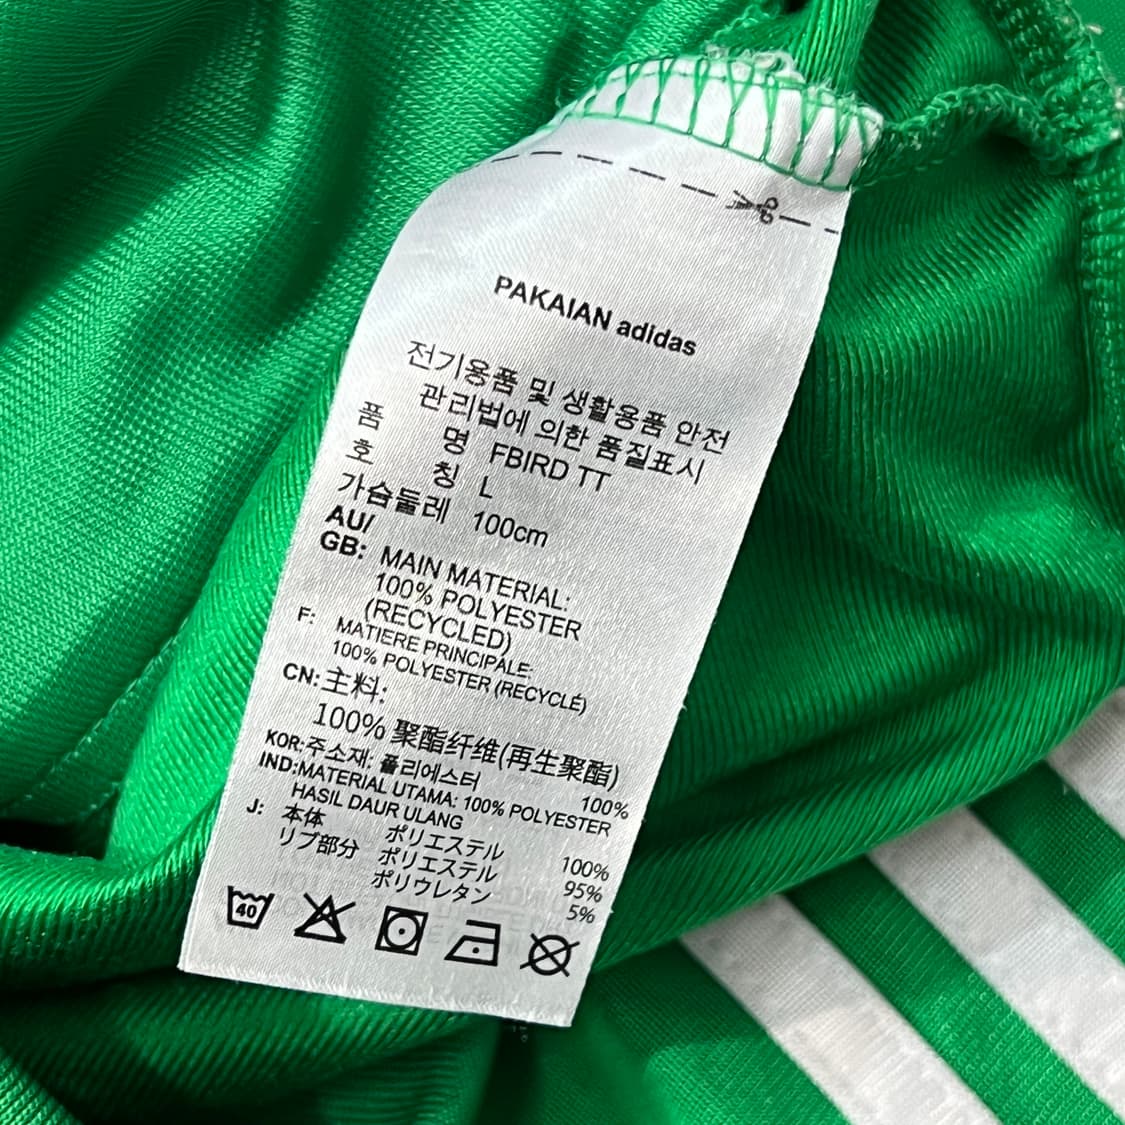 PAKAIAN adidas
전기용품 및 생활용품 안전
관리법에 의한 품질표시
품 명 FBIRD TT
호 칭 L
가슴둘레 100cm
AU/
GB: MAIN MATERIAL:
100% POLYESTER
(RECYCLED)
F: MATIERE PRINCIPALE:
100% POLYESTER (RECYCLÉ)
CN: 主料:
100% 聚酯纤维(再生聚酯)
KOR: 주소재: 폴리에스터 100%
IND: MATERIAL UTAMA: 100% POLYESTER
HASIL DAUR ULANG
J: 本体 ポリエステル 100%
リブ部分 ポリエステル 95%
ポリウレタン 5%
40